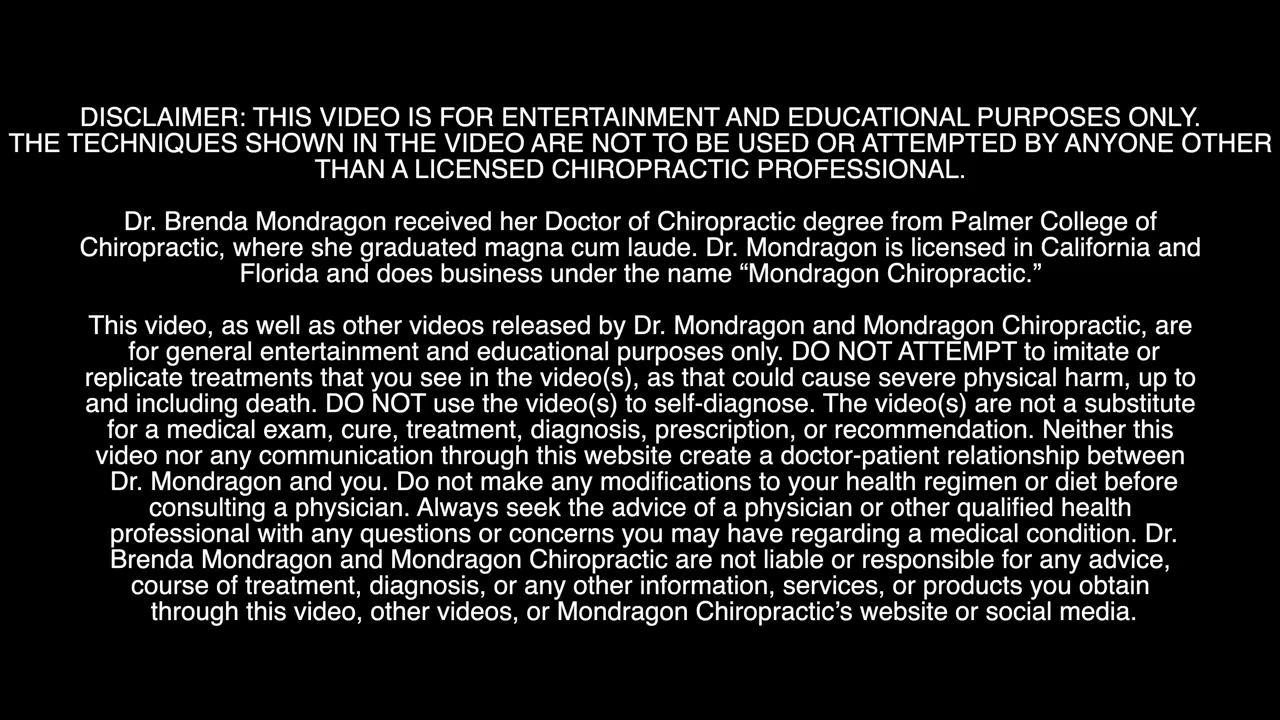 DISCLAIMER: THIS VIDEO IS FOR ENTERTAINMENT AND EDUCATIONAL PURPOSES ONLY.
THE TECHNIQUES SHOWN IN THE VIDEO ARE NOT TO BE USED OR ATTEMPTED BY ANYONE OTHER
THAN A LICENSED CHIROPRACTIC PROFESSIONAL.
Dr. Brenda Mondragon received her Doctor of Chiropractic degree from Palmer College of
Chiropractic, where she graduated magna cum laude. Dr. Mondragon is licensed in California and
Florida and does business under the name “Mondragon Chiropractic.”
This video, as well as other videos released by Dr. Mondragon and Mondragon Chiropractic, are
for general entertainment and educational purposes only. DO NOT ATTEMPT to imitate or
replicate treatments that you see in the video(s), as that could cause severe physical harm, up to
and including death. DO NOT use the video(s) to self-diagnose. The video(s) are not a substitute
for a medical exam, cure, treatment, diagnosis, prescription, or recommendation. Neither this
video nor any communication through this website create a doctor-patient relationship between
Dr. Mondragon and you. Do not make any modifications to your health regimen or diet before
consulting a physician. Always seek the advice of a physician or other qualified health
professional with any questions or concerns you may have regarding a medical condition. Dr.
Brenda Mondragon and Mondragon Chiropractic are not liable or responsible for any advice,
course of treatment, diagnosis, or any other information, services, or products you obtain
through this video, other videos, or Mondragon Chiropractic’s website or social media.